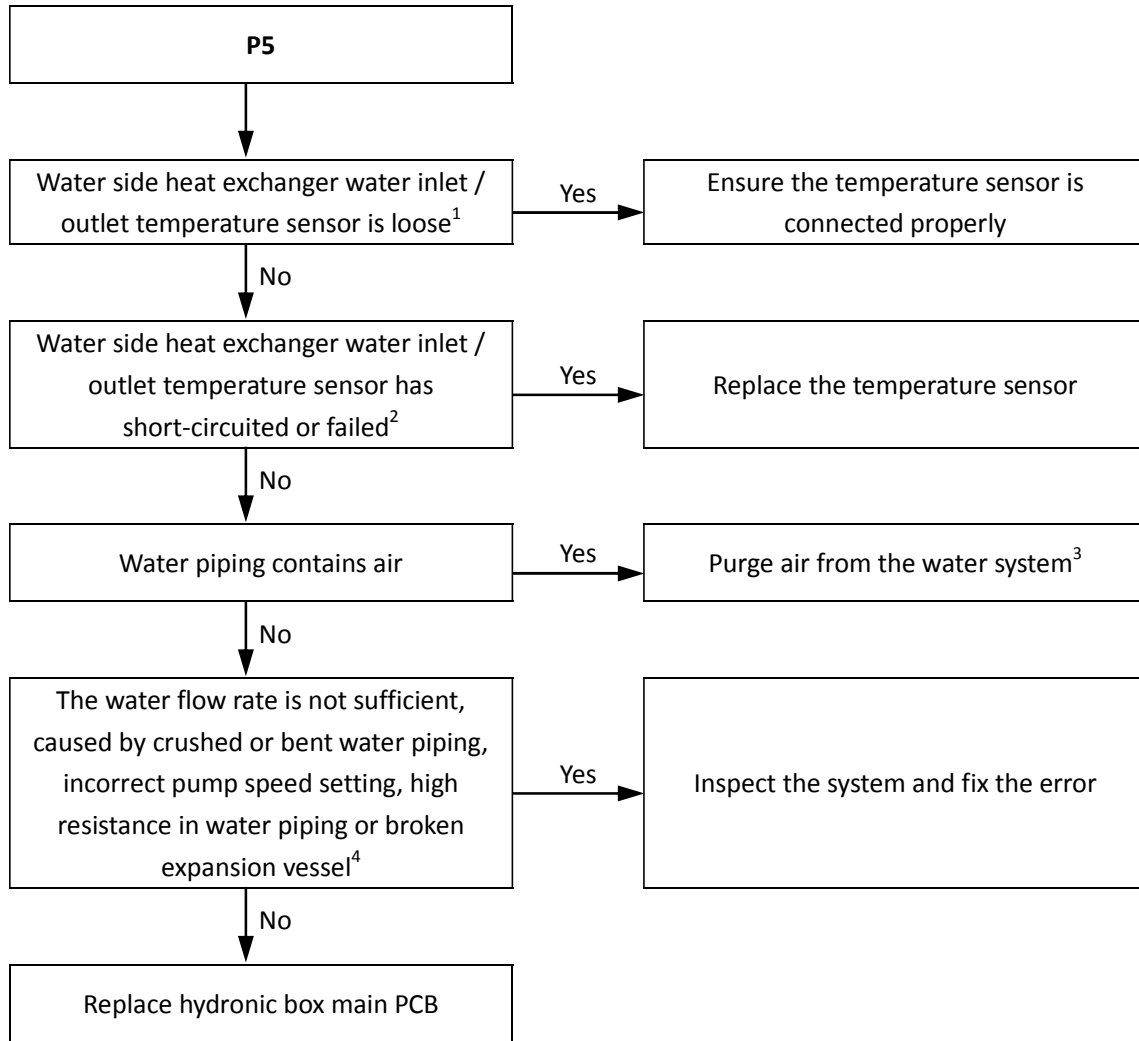 P5
Water side heat exchanger water inlet /
outlet temperature sensor is loose¹
Yes
Ensure the temperature sensor is
connected properly
No
Water side heat exchanger water inlet /
outlet temperature sensor has
short-circuited or failed²
Yes
Replace the temperature sensor
No
Water piping contains air
Yes
Purge air from the water system³
No
The water flow rate is not sufficient,
caused by crushed or bent water piping,
incorrect pump speed setting, high
resistance in water piping or broken
expansion vessel⁴
Yes
Inspect the system and fix the error
No
Replace hydronic box main PCB